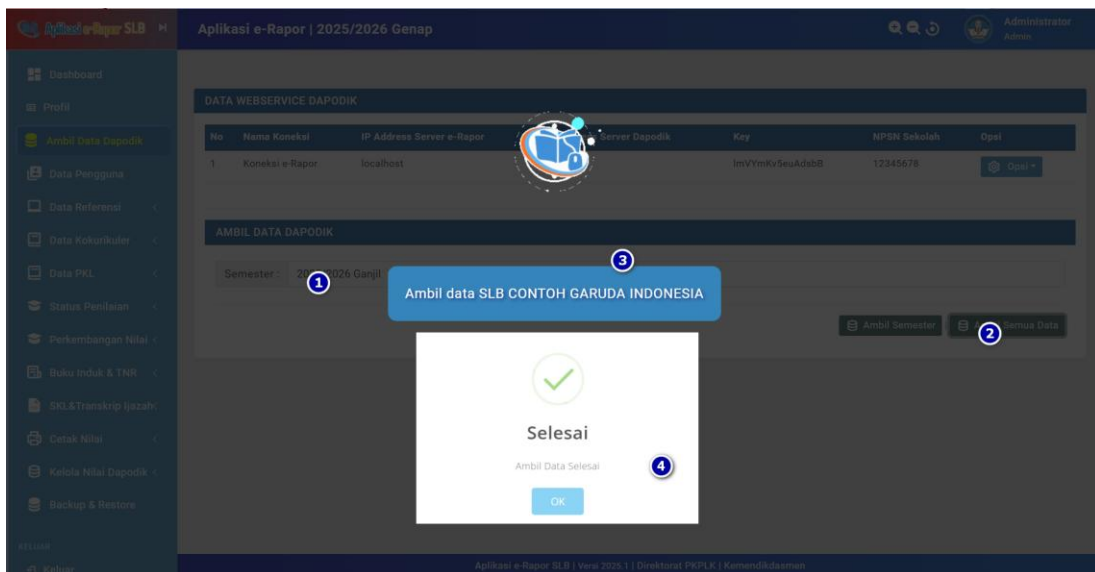 Aplikasi e-Rapor SLB
Aplikasi e-Rapor | 2025/2026 Genap
Administrator
Admin
Dashboard
Profil
Ambil Data Dapodik
Data Pengguna
Data Referensi
Data Kokurikuler
Data PKL
Status Penilaian
Perkembangan Nilai
Buku Induk & TNR
SKL&Transkrip Ijazah
Cetak Nilai
Kelola Nilai Dapodik
Backup & Restore
KELUAR
Keluar
DATA WEBSERVICE DAPODIK
No Nama Koneksi IP Address Server e-Rapor Server Dapodik Key NPSN Sekolah Opsi
1 Koneksi e-Rapor localhost 12345678 Opsi
AMBIL DATA DAPODIK
Semester : 2026 Ganjil
1
3
Ambil data SLB CONTOH GARUDA INDONESIA
Ambil Semester Semua Data
2
Selesai
Ambil Data Selesai
4
OK
Aplikasi e-Rapor SLB | Versi 2025.1 | Direktorat PKPLK | Kemendikdasmen